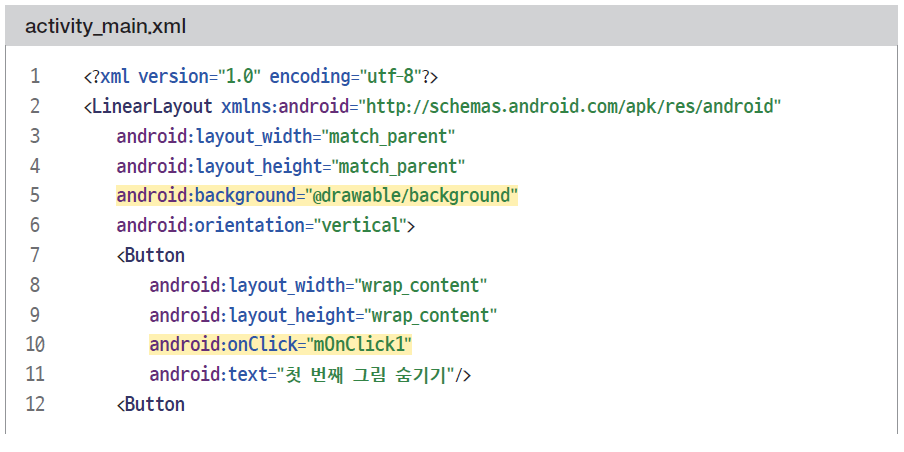 activity_main.xml
1 <?xml version="1.0" encoding="utf-8"?>
2 <LinearLayout xmlns:android="http://schemas.android.com/apk/res/android"
3 android:layout_width="match_parent"
4 android:layout_height="match_parent"
5 android:background="@drawable/background"
6 android:orientation="vertical">
7 <Button
8 android:layout_width="wrap_content"
9 android:layout_height="wrap_content"
10 android:onClick="mOnClick1"
11 android:text="첫 번째 그림 숨기기"/>
12 <Button